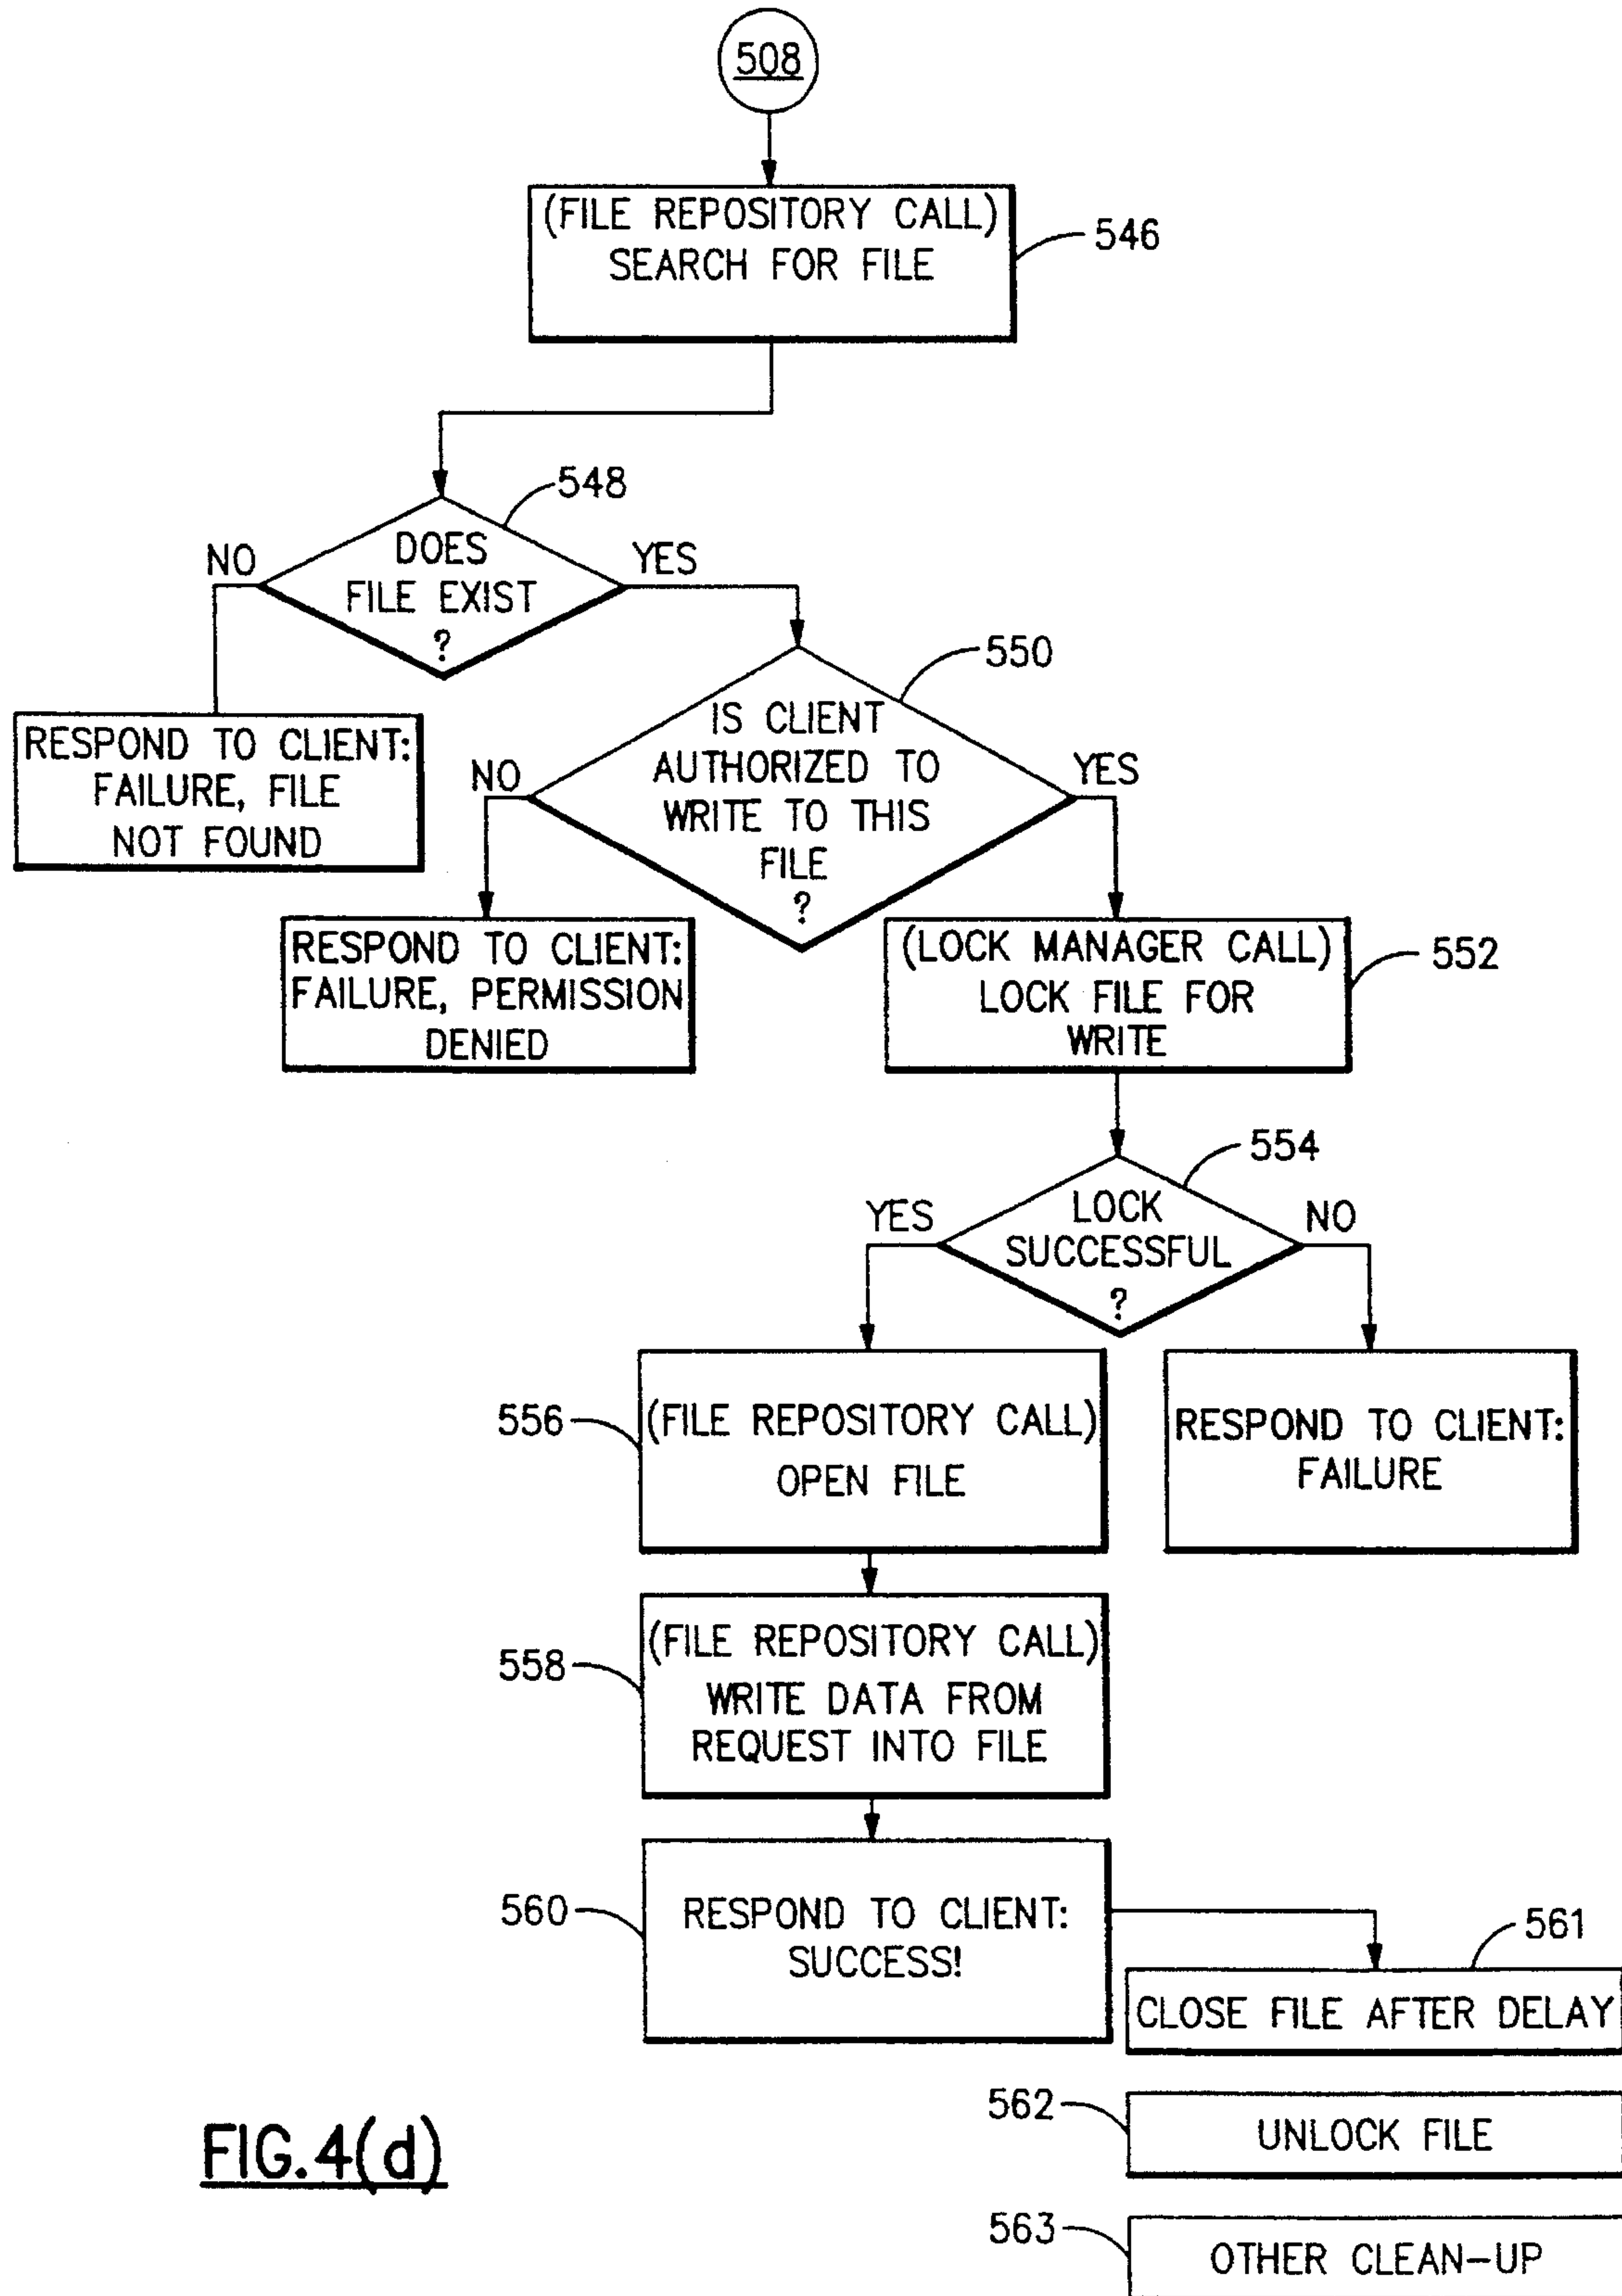 508
(FILE REPOSITORY CALL)
SEARCH FOR FILE
546
548
DOES
FILE EXIST
?
NO
YES
550
RESPOND TO CLIENT:
FAILURE, FILE
NOT FOUND
IS CLIENT
AUTHORIZED TO
WRITE TO THIS
FILE
?
NO
YES
RESPOND TO CLIENT:
FAILURE, PERMISSION
DENIED
(LOCK MANAGER CALL)
LOCK FILE FOR
WRITE
552
554
LOCK
SUCCESSFUL
?
YES
NO
556
(FILE REPOSITORY CALL)
OPEN FILE
RESPOND TO CLIENT:
FAILURE
558
(FILE REPOSITORY CALL)
WRITE DATA FROM
REQUEST INTO FILE
560
RESPOND TO CLIENT:
SUCCESS!
561
CLOSE FILE AFTER DELAY
562
UNLOCK FILE
563
OTHER CLEAN-UP
FIG.4(d)